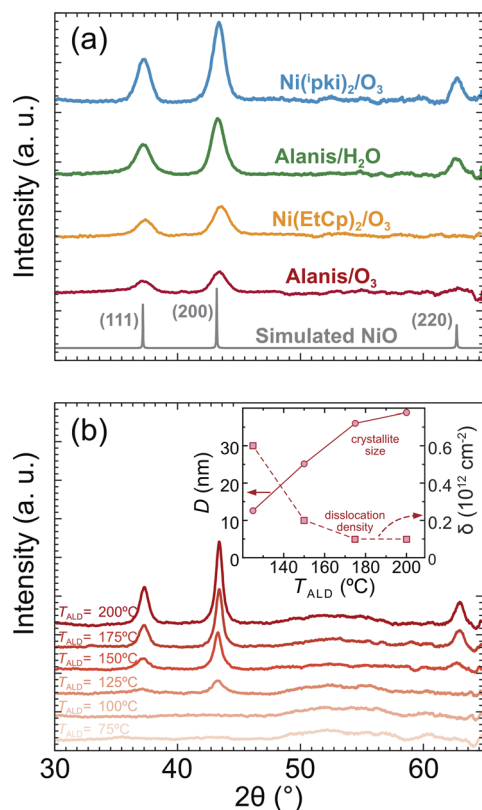 (a)
Ni(ⁱpki)₂/O₃
Alanis/H₂O
Ni(EtCp)₂/O₃
Alanis/O₃
(111)
(200)
(220)
Simulated NiO
Intensity (a. u.)
(b)
30
20
10
0
D (nm)
crystallite
size
dislocation
density
0.6
0.4
0.2
0
δ (10¹² cm⁻²)
140 160 180 200
T_ALD (ºC)
T_ALD= 200ºC
T_ALD= 175ºC
T_ALD= 150ºC
T_ALD= 125ºC
T_ALD= 100ºC
T_ALD= 75ºC
Intensity (a. u.)
30 40 50 60
2θ (°)